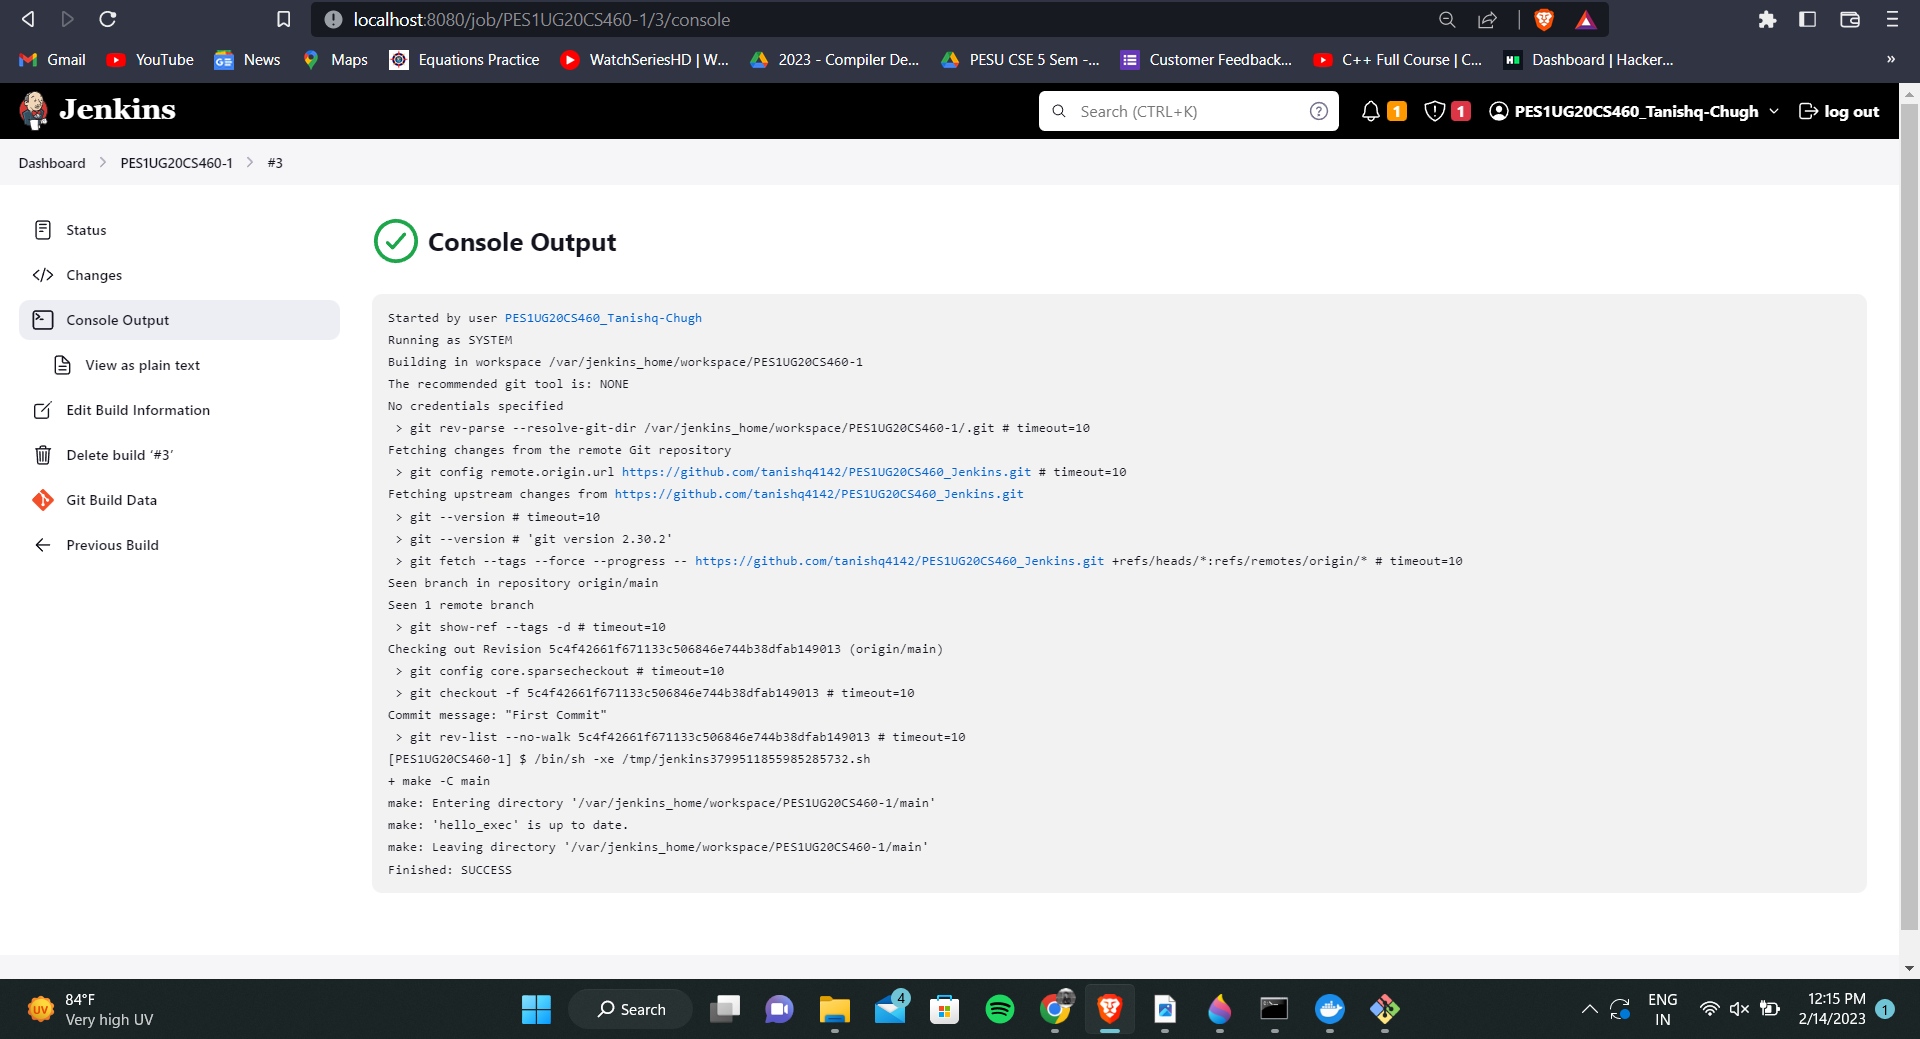 localhost:8080/job/PES1UG20CS460-1/3/console
Gmail YouTube News Maps Equations Practice WatchSeriesHD | W... 2023 - Compiler De... PESU CSE 5 Sem -... Customer Feedback... C++ Full Course | C... Dashboard | Hacker... »
Jenkins Search (CTRL+K) 1 1 PES1UG20CS460_Tanishq-Chugh log out
Dashboard PES1UG20CS460-1 #3
Status
Changes
Console Output
View as plain text
Edit Build Information
Delete build ‘#3’
Git Build Data
Previous Build
Console Output
Started by user PES1UG20CS460_Tanishq-Chugh
Running as SYSTEM
Building in workspace /var/jenkins_home/workspace/PES1UG20CS460-1
The recommended git tool is: NONE
No credentials specified
> git rev-parse --resolve-git-dir /var/jenkins_home/workspace/PES1UG20CS460-1/.git # timeout=10
Fetching changes from the remote Git repository
> git config remote.origin.url https://github.com/tanishq4142/PES1UG20CS460_Jenkins.git # timeout=10
Fetching upstream changes from https://github.com/tanishq4142/PES1UG20CS460_Jenkins.git
> git --version # timeout=10
> git --version # 'git version 2.30.2'
> git fetch --tags --force --progress -- https://github.com/tanishq4142/PES1UG20CS460_Jenkins.git +refs/heads/*:refs/remotes/origin/* # timeout=10
Seen branch in repository origin/main
Seen 1 remote branch
> git show-ref --tags -d # timeout=10
Checking out Revision 5c4f42661f671133c506846e744b38dfab149013 (origin/main)
> git config core.sparsecheckout # timeout=10
> git checkout -f 5c4f42661f671133c506846e744b38dfab149013 # timeout=10
Commit message: "First Commit"
> git rev-list --no-walk 5c4f42661f671133c506846e744b38dfab149013 # timeout=10
[PES1UG20CS460-1] $ /bin/sh -xe /tmp/jenkins3799511855985285732.sh
+ make -C main
make: Entering directory '/var/jenkins_home/workspace/PES1UG20CS460-1/main'
make: 'hello_exec' is up to date.
make: Leaving directory '/var/jenkins_home/workspace/PES1UG20CS460-1/main'
Finished: SUCCESS
UV 84°F
Very high UV
Search
4
ENG
IN
12:15 PM
2/14/2023
1